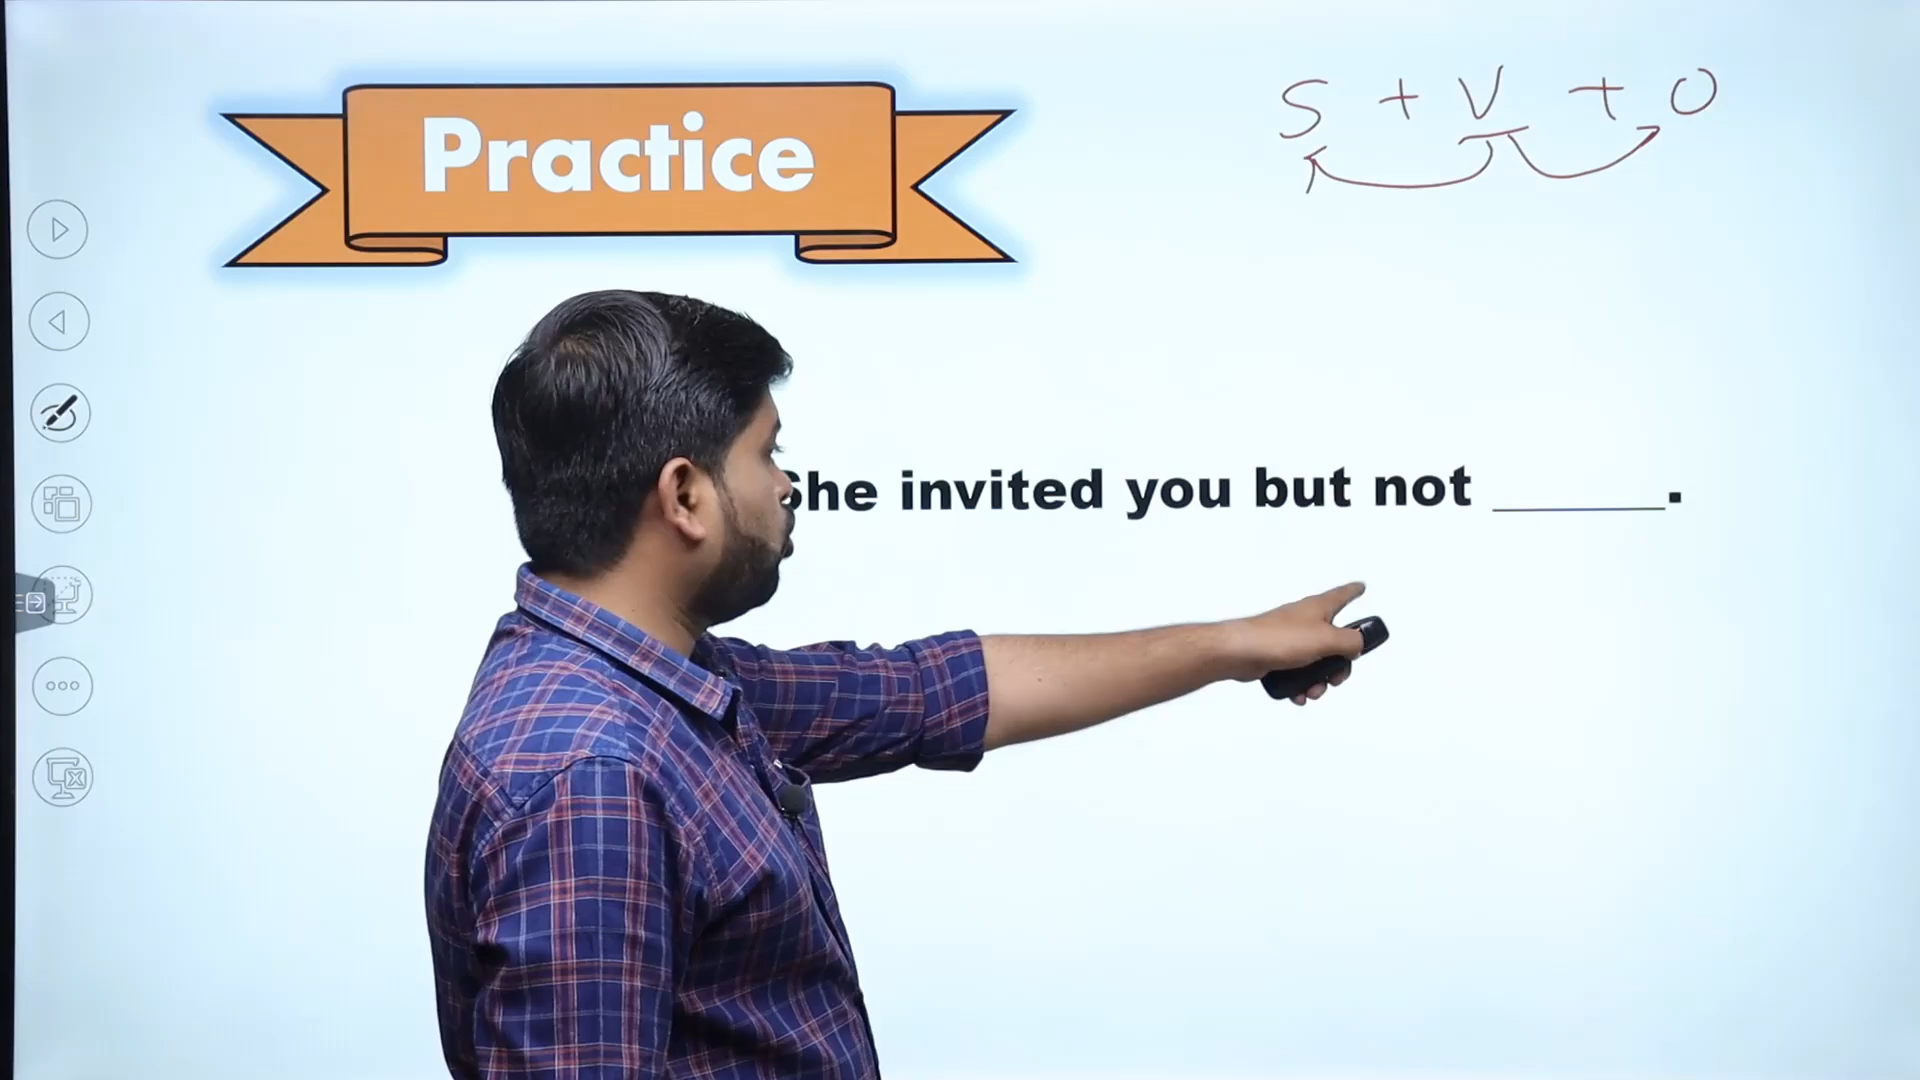 Practice
S + V + O
She invited you but not ______.